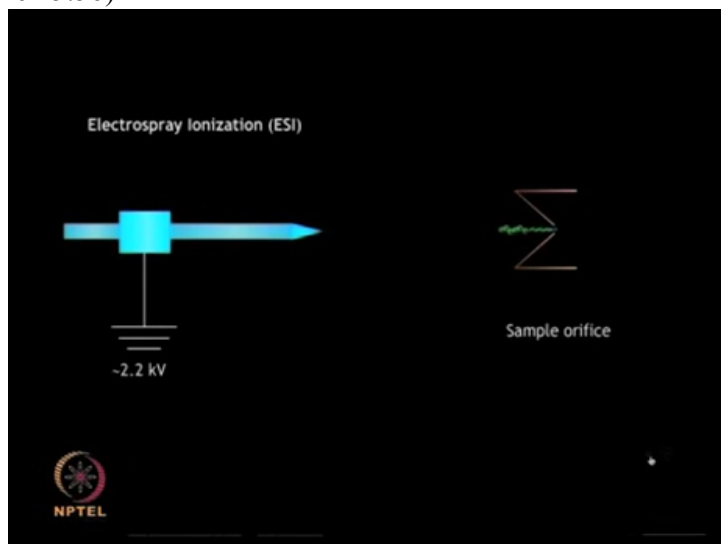 Electrospray Ionization (ESI)
Sample orifice
~2.2 kV
NPTEL